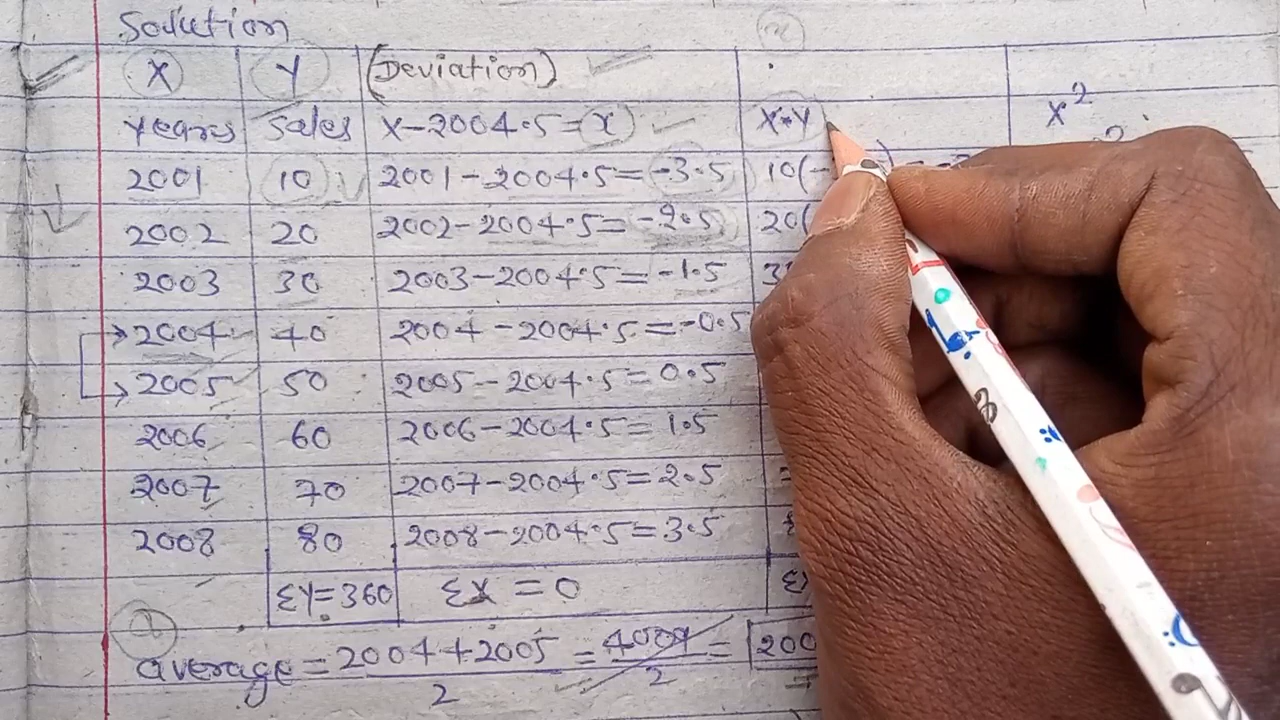 Solution
X Y (Deviation)
Years Sales X-2004.5=x X*Y x²
2001 10 2001-2004.5=-3.5 10(-
2002 20 2002-2004.5=-2.5 20(
2003 30 2003-2004.5=-1.5
2004 40 2004-2004.5=-0.5
2005 50 2005-2004.5=0.5
2006 60 2006-2004.5=1.5
2007 70 2007-2004.5=2.5
2008 80 2008-2004.5=3.5
ΣY=360 ΣX=0
average = 2004+2005/2 = 4009/2 =